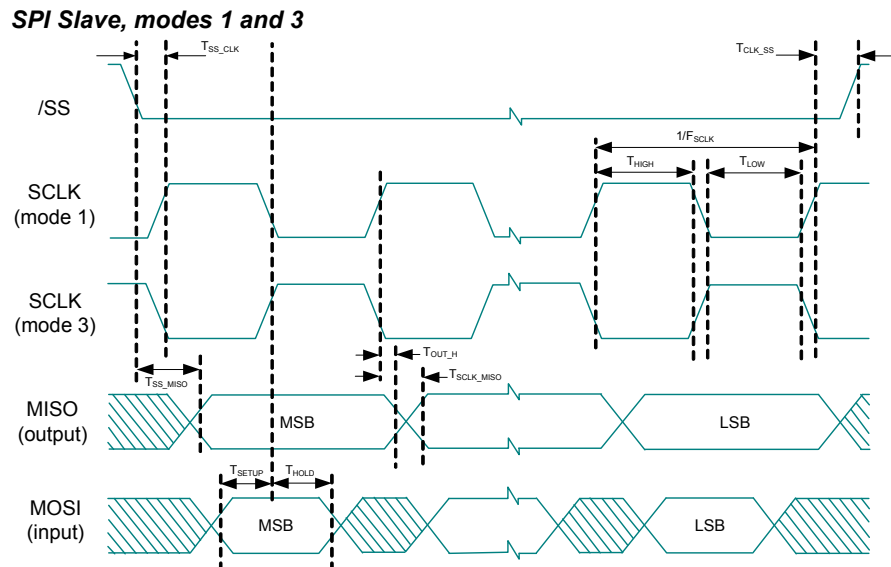 SPI Slave, modes 1 and 3
TSS_CLK
TCLK_SS
/SS
1/FSCLK
THIGH
TLOW
SCLK
(mode 1)
SCLK
(mode 3)
TOUT_H
TSS_MISO
TSCLK_MISO
MISO
(output)
MSB
LSB
TSETUP
THOLD
MOSI
(input)
MSB
LSB